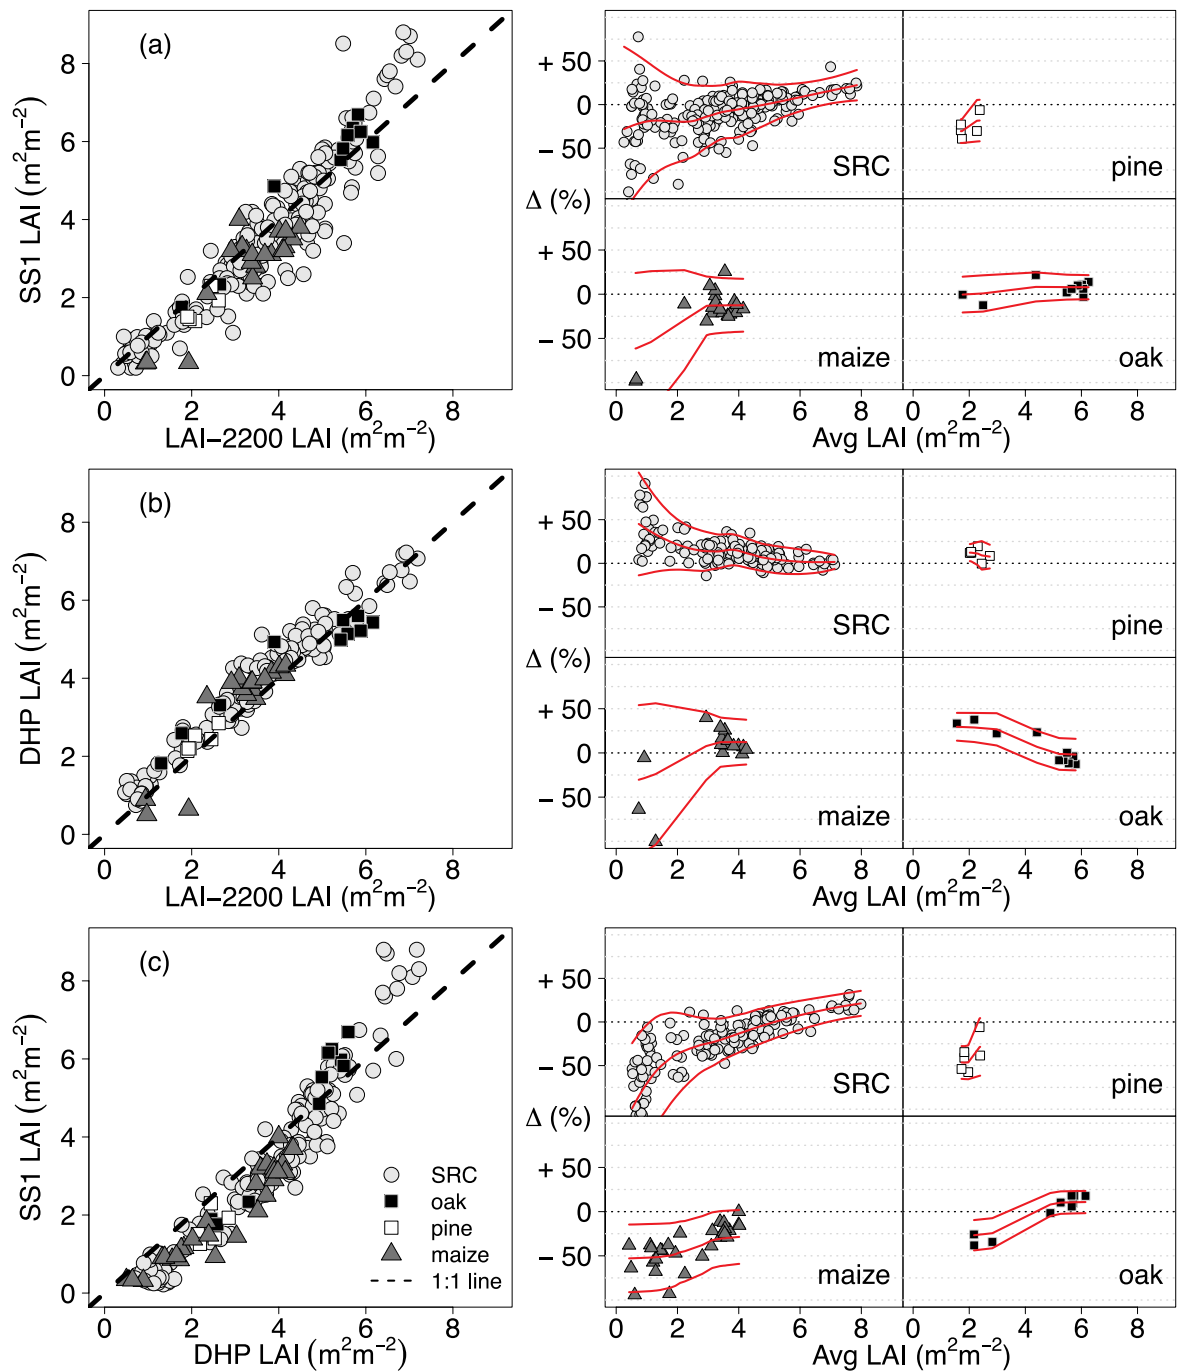 (a)
SS1 LAI (m²m⁻²)
8
6
4
2
0
0 2 4 6 8
LAI−2200 LAI (m²m⁻²)
Δ (%)
+ 50
0
− 50
SRC
pine
+ 50
0
− 50
maize
oak
0 2 4 6 8 0 2 4 6 8
Avg LAI (m²m⁻²)
(b)
DHP LAI (m²m⁻²)
8
6
4
2
0
0 2 4 6 8
LAI−2200 LAI (m²m⁻²)
Δ (%)
+ 50
0
− 50
SRC
pine
+ 50
0
− 50
maize
oak
0 2 4 6 8 0 2 4 6 8
Avg LAI (m²m⁻²)
(c)
SS1 LAI (m²m⁻²)
8
6
4
2
0
SRC
oak
pine
maize
1:1 line
0 2 4 6 8
DHP LAI (m²m⁻²)
Δ (%)
+ 50
0
− 50
SRC
pine
+ 50
0
− 50
maize
oak
0 2 4 6 8 0 2 4 6 8
Avg LAI (m²m⁻²)